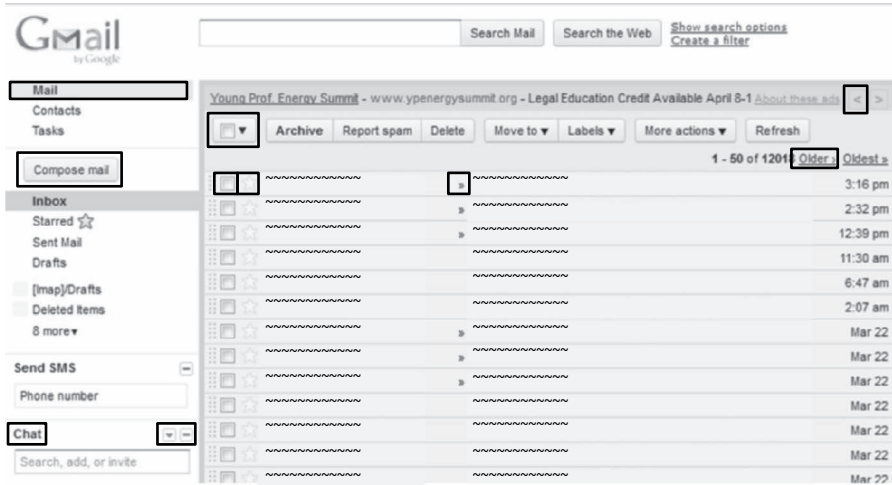 Gmail
by Google
Search Mail
Search the Web
Show search options
Create a filter
Mail
Contacts
Tasks
Compose mail
Inbox
Starred
Sent Mail
Drafts
[Imap]/Drafts
Deleted Items
8 more ▾
Send SMS
Phone number
Chat
Search, add, or invite
Young Prof. Energy Summit - www.ypenergysummit.org - Legal Education Credit Available April 8-1 About these ads < >
Archive Report spam Delete Move to ▾ Labels ▾ More actions ▾ Refresh
1 - 50 of 12018 Older › Oldest »
~~~~~~~~~~~~~ » ~~~~~~~~~~~~~ 3:16 pm
~~~~~~~~~~~~~ » ~~~~~~~~~~~~~ 2:32 pm
~~~~~~~~~~~~~ » ~~~~~~~~~~~~~ 12:39 pm
~~~~~~~~~~~~~ ~~~~~~~~~~~~~ 11:30 am
~~~~~~~~~~~~~ ~~~~~~~~~~~~~ 6:47 am
~~~~~~~~~~~~~ ~~~~~~~~~~~~~ 2:07 am
~~~~~~~~~~~~~ » ~~~~~~~~~~~~~ Mar 22
~~~~~~~~~~~~~ » ~~~~~~~~~~~~~ Mar 22
~~~~~~~~~~~~~ » ~~~~~~~~~~~~~ Mar 22
~~~~~~~~~~~~~ ~~~~~~~~~~~~~ Mar 22
~~~~~~~~~~~~~ ~~~~~~~~~~~~~ Mar 22
~~~~~~~~~~~~~ ~~~~~~~~~~~~~ Mar 22
~~~~~~~~~~~~~ ~~~~~~~~~~~~~ Mar 22